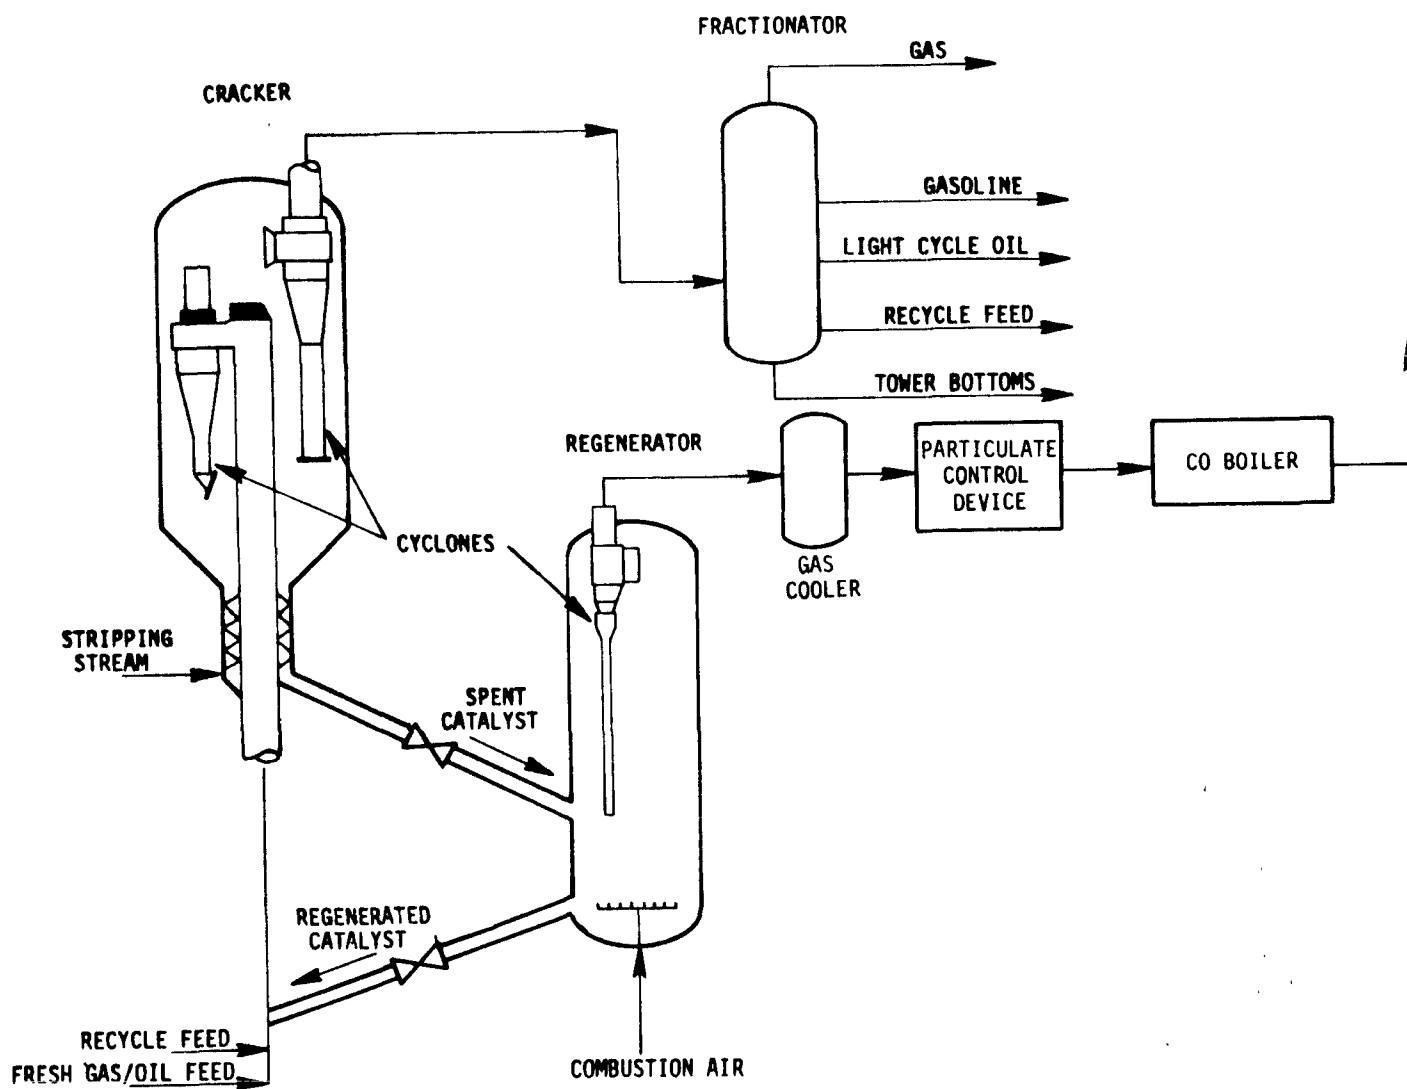 FRACTIONATOR
GAS
CRACKER
GASOLINE
LIGHT CYCLE OIL
RECYCLE FEED
TOWER BOTTOMS
REGENERATOR
PARTICULATE
CONTROL
DEVICE
CO BOILER
CYCLONES
GAS
COOLER
STRIPPING
STREAM
SPENT
CATALYST
REGENERATED
CATALYST
RECYCLE FEED
FRESH GAS/OIL FEED
COMBUSTION AIR